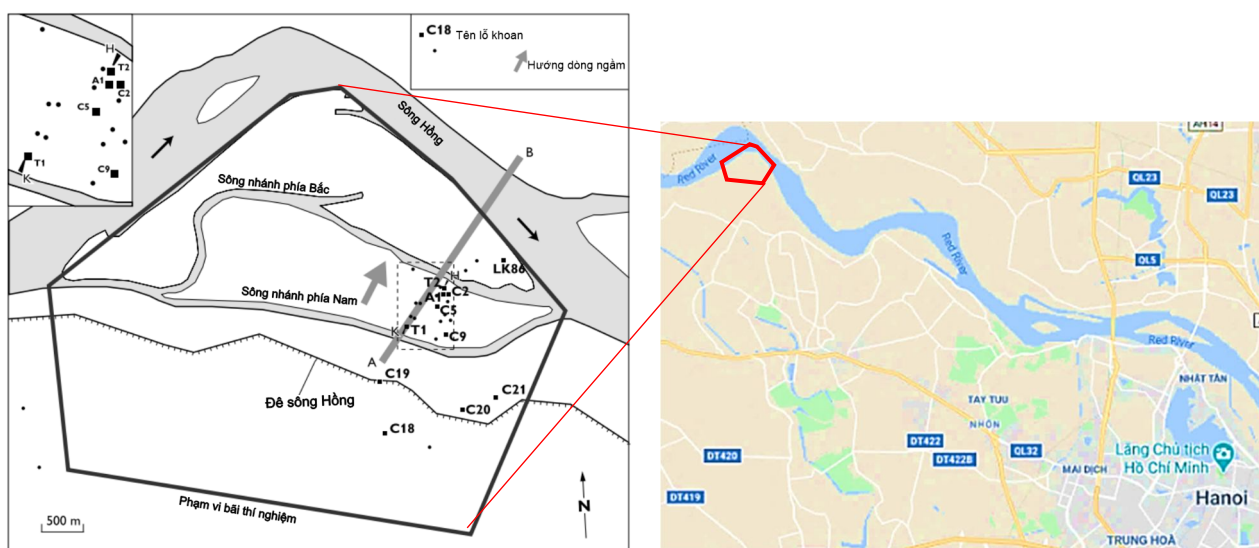 C18 Tên lỗ khoan
Hướng dòng ngầm
H
T2
A1
C2
C5
T1
C9
K
Sông Hồng
B
Sông nhánh phía Bắc
LK86
H
T2
A1
C2
Sông nhánh phía Nam
C5
K
T1
C9
A
C19
C21
Đê sông Hồng
C20
C18
Phạm vi bãi thí nghiệm
500 m
N
AH14
Red River
QL23
QL23
Red River
QL5
Red River
NHẬT TÂN
TAY TUU
NHỔN
DT422
DT420
DT422B
QL32
MAI DỊCH
Lăng Chủ tịch
Hồ Chí Minh
DT419
Hanoi
TRUNG HOÀ